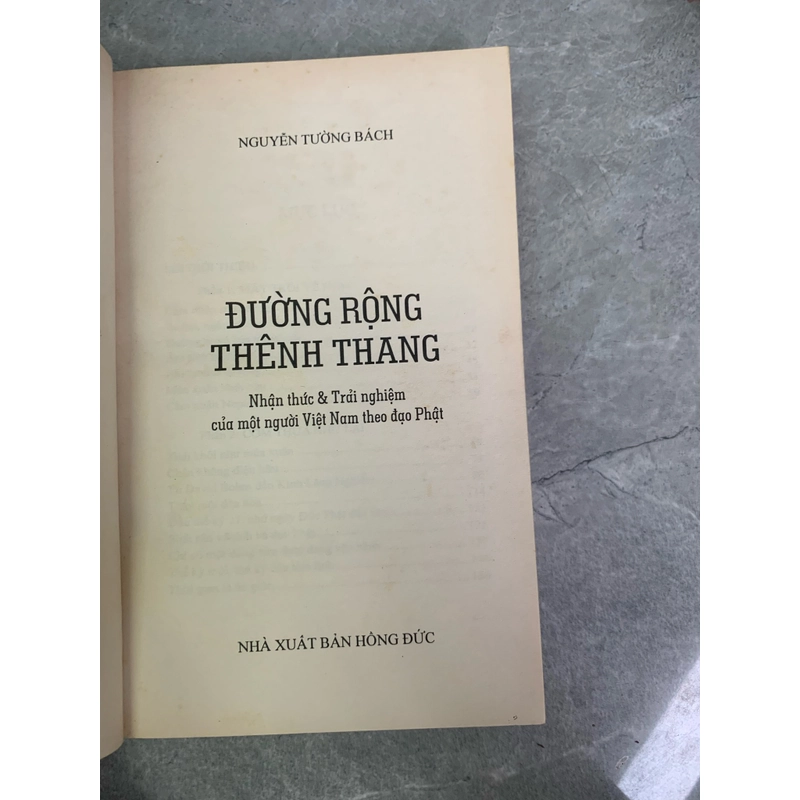 NGUYỄN TƯỜNG BÁCH
ĐƯỜNG RỘNG
THÊNH THANG
Nhận thức & Trải nghiệm
của một người Việt Nam theo đạo Phật
NHÀ XUẤT BẢN HỒNG ĐỨC